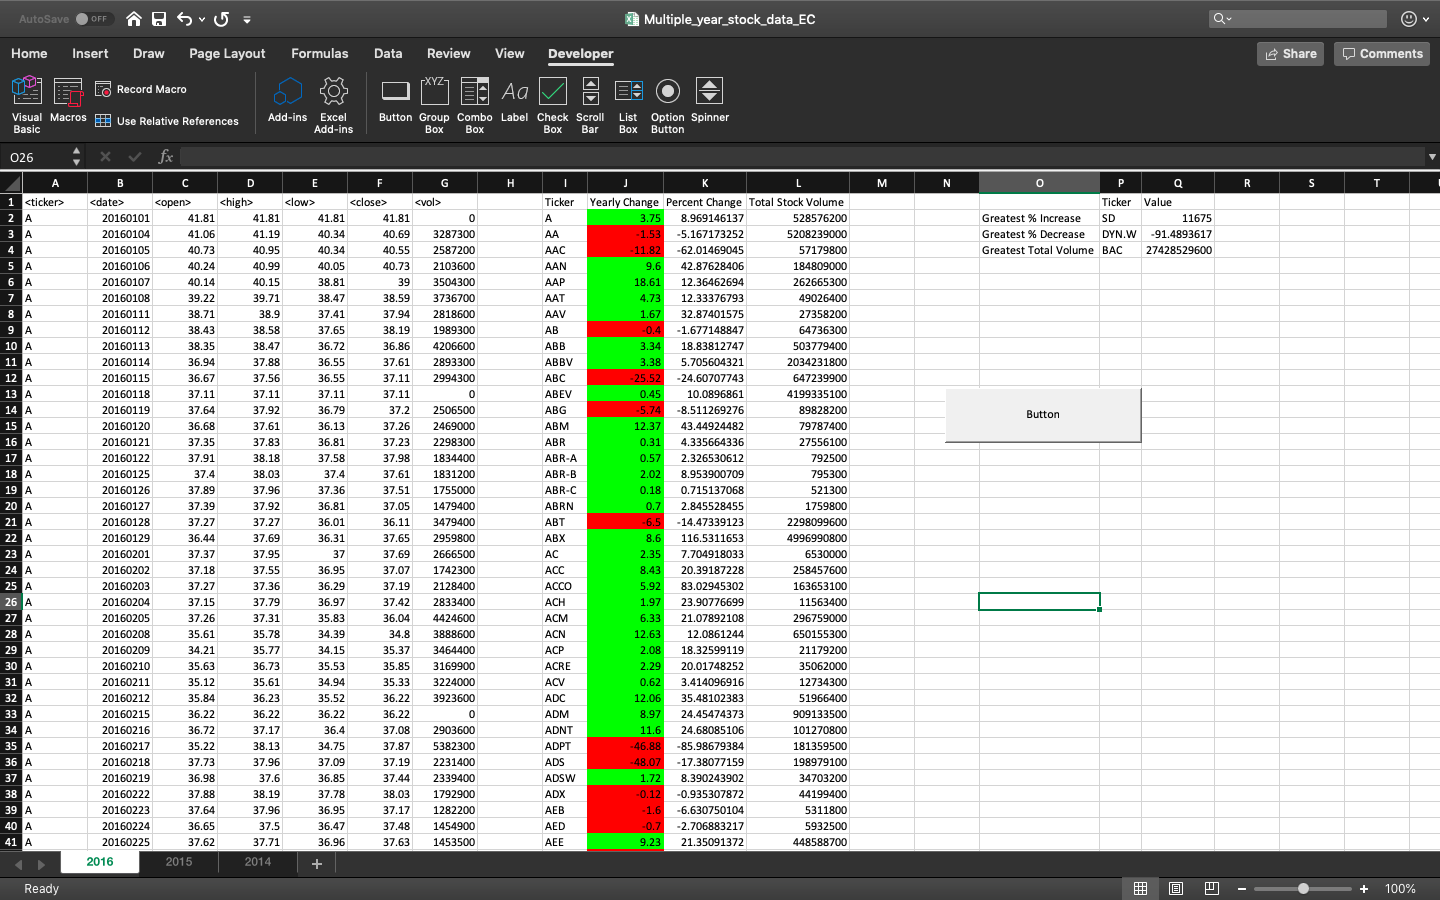 AutoSave OFF Multiple_year_stock_data_EC
Home Insert Draw Page Layout Formulas Data Review View Developer Share Comments
Visual Basic Macros Record Macro Use Relative References Add-ins Excel Add-ins Button Group Box Combo Box Label Check Box Scroll Bar List Box Option Button Spinner
XYZ Aa
O26 fx
A B C D E F G H I J K L M N O P Q R S T
1 <ticker> <date> <open> <high> <low> <close> <vol> Ticker Yearly Change Percent Change Total Stock Volume Ticker Value
2 A 20160101 41.81 41.81 41.81 41.81 0 A 3.75 8.969146137 528576200 Greatest % Increase SD 11675
3 A 20160104 41.06 41.19 40.34 40.69 3287300 AA -1.53 -5.167173252 5208239000 Greatest % Decrease DYN.W -91.4893617
4 A 20160105 40.73 40.95 40.34 40.55 2587200 AAC -11.82 -62.01469045 57179800 Greatest Total Volume BAC 27428529600
5 A 20160106 40.24 40.99 40.05 40.73 2103600 AAN 9.6 42.87628406 184809000
6 A 20160107 40.14 40.15 38.81 39 3504300 AAP 18.61 12.36462694 262665300
7 A 20160108 39.22 39.71 38.47 38.59 3736700 AAT 4.73 12.33376793 49026400
8 A 20160111 38.71 38.9 37.41 37.94 2818600 AAV 1.67 32.87401575 27358200
9 A 20160112 38.43 38.58 37.65 38.19 1989300 AB -0.4 -1.677148847 64736300
10 A 20160113 38.35 38.47 36.72 36.86 4206600 ABB 3.34 18.83812747 503779400
11 A 20160114 36.94 37.88 36.55 37.61 2893300 ABBV 3.38 5.705604321 2034231800
12 A 20160115 36.67 37.56 36.55 37.11 2994300 ABC -25.52 -24.60707743 647239900
13 A 20160118 37.11 37.11 37.11 37.11 0 ABEV 0.45 10.0896861 4199335100
14 A 20160119 37.64 37.92 36.79 37.2 2506500 ABG -5.74 -8.511269276 89828200 Button
15 A 20160120 36.68 37.61 36.13 37.26 2469000 ABM 12.37 43.44924482 79787400
16 A 20160121 37.35 37.83 36.81 37.23 2298300 ABR 0.31 4.335664336 27556100
17 A 20160122 37.91 38.18 37.58 37.98 1834400 ABR-A 0.57 2.326530612 792500
18 A 20160125 37.4 38.03 37.4 37.61 1831200 ABR-B 2.02 8.953900709 795300
19 A 20160126 37.89 37.96 37.36 37.51 1755000 ABR-C 0.18 0.715137068 521300
20 A 20160127 37.39 37.92 36.81 37.05 1479400 ABRN 0.7 2.845528455 1759800
21 A 20160128 37.27 37.27 36.01 36.11 3479400 ABT -6.5 -14.47339123 2298099600
22 A 20160129 36.44 37.69 36.31 37.65 2959800 ABX 8.6 116.5311653 4996990800
23 A 20160201 37.37 37.95 37 37.69 2666500 AC 2.35 7.704918033 6530000
24 A 20160202 37.18 37.55 36.95 37.07 1742300 ACC 8.43 20.39187228 258457600
25 A 20160203 37.27 37.36 36.29 37.19 2128400 ACCO 5.92 83.02945302 163653100
26 A 20160204 37.15 37.79 36.97 37.42 2833400 ACH 1.97 23.90776699 11563400
27 A 20160205 37.26 37.31 35.83 36.04 4424600 ACM 6.33 21.07892108 296759000
28 A 20160208 35.61 35.78 34.39 34.8 3888600 ACN 12.63 12.0861244 650155300
29 A 20160209 34.21 35.77 34.15 35.37 3464400 ACP 2.08 18.32599119 21179200
30 A 20160210 35.63 36.73 35.53 35.85 3169900 ACRE 2.29 20.01748252 35062000
31 A 20160211 35.12 35.61 34.94 35.33 3224000 ACV 0.62 3.414096916 12734300
32 A 20160212 35.84 36.23 35.52 36.22 3923600 ADC 12.06 35.48102383 51966400
33 A 20160215 36.22 36.22 36.22 36.22 0 ADM 8.97 24.45474373 909133500
34 A 20160216 36.72 37.17 36.4 37.08 2903600 ADNT 11.6 24.68085106 101270800
35 A 20160217 35.22 38.13 34.75 37.87 5382300 ADPT -46.88 -85.98679384 181359500
36 A 20160218 37.73 37.96 37.09 37.19 2231400 ADS -48.07 -17.38077159 198979100
37 A 20160219 36.98 37.6 36.85 37.44 2339400 ADSW 1.72 8.390243902 34703200
38 A 20160222 37.88 38.19 37.78 38.03 1792900 ADX -0.12 -0.935307872 44199400
39 A 20160223 37.64 37.96 36.95 37.17 1282200 AEB -1.6 -6.630750104 5311800
40 A 20160224 36.65 37.5 36.47 37.48 1454900 AED -0.7 -2.706883217 5932500
41 A 20160225 37.62 37.71 36.96 37.63 1453500 AEE 9.23 21.35091372 448588700
2016 2015 2014
Ready 100%